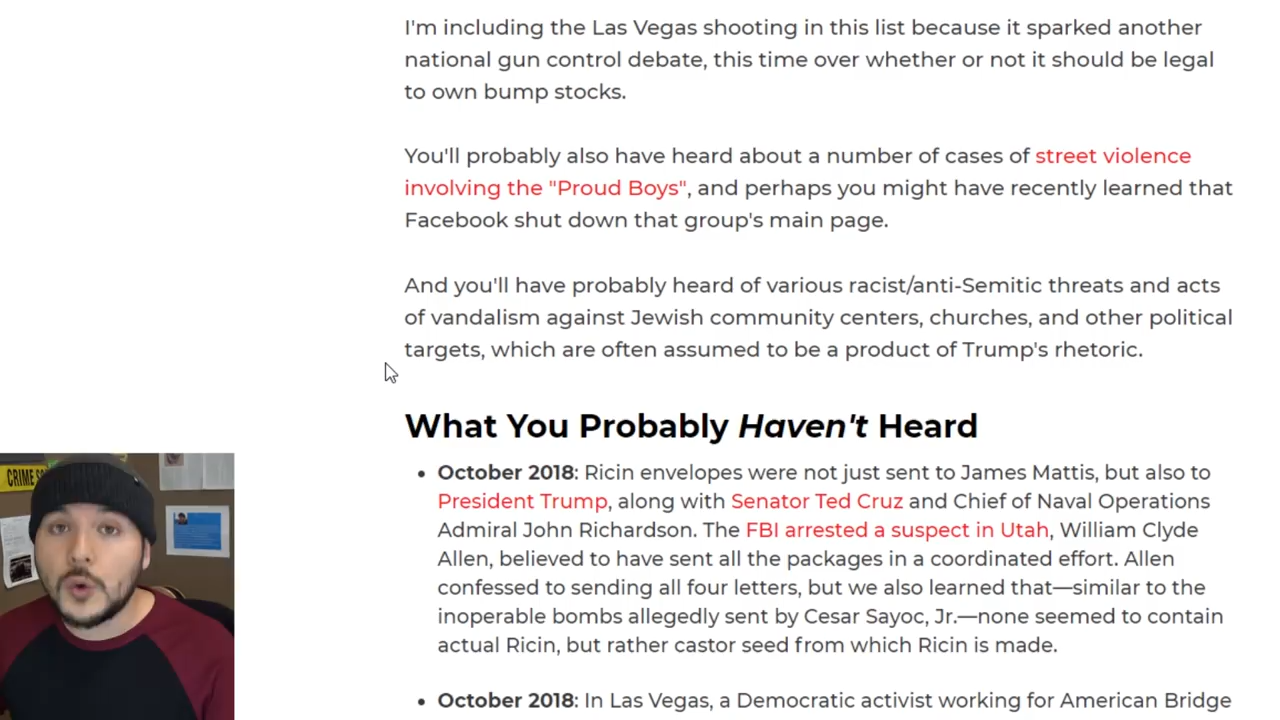 I'm including the Las Vegas shooting in this list because it sparked another
national gun control debate, this time over whether or not it should be legal
to own bump stocks.
You'll probably also have heard about a number of cases of street violence
involving the "Proud Boys", and perhaps you might have recently learned that
Facebook shut down that group's main page.
And you'll have probably heard of various racist/anti-Semitic threats and acts
of vandalism against Jewish community centers, churches, and other political
targets, which are often assumed to be a product of Trump's rhetoric.
What You Probably Haven't Heard
• October 2018: Ricin envelopes were not just sent to James Mattis, but also to
President Trump, along with Senator Ted Cruz and Chief of Naval Operations
Admiral John Richardson. The FBI arrested a suspect in Utah, William Clyde
Allen, believed to have sent all the packages in a coordinated effort. Allen
confessed to sending all four letters, but we also learned that—similar to the
inoperable bombs allegedly sent by Cesar Sayoc, Jr.—none seemed to contain
actual Ricin, but rather castor seed from which Ricin is made.
• October 2018: In Las Vegas, a Democratic activist working for American Bridge
CRIME